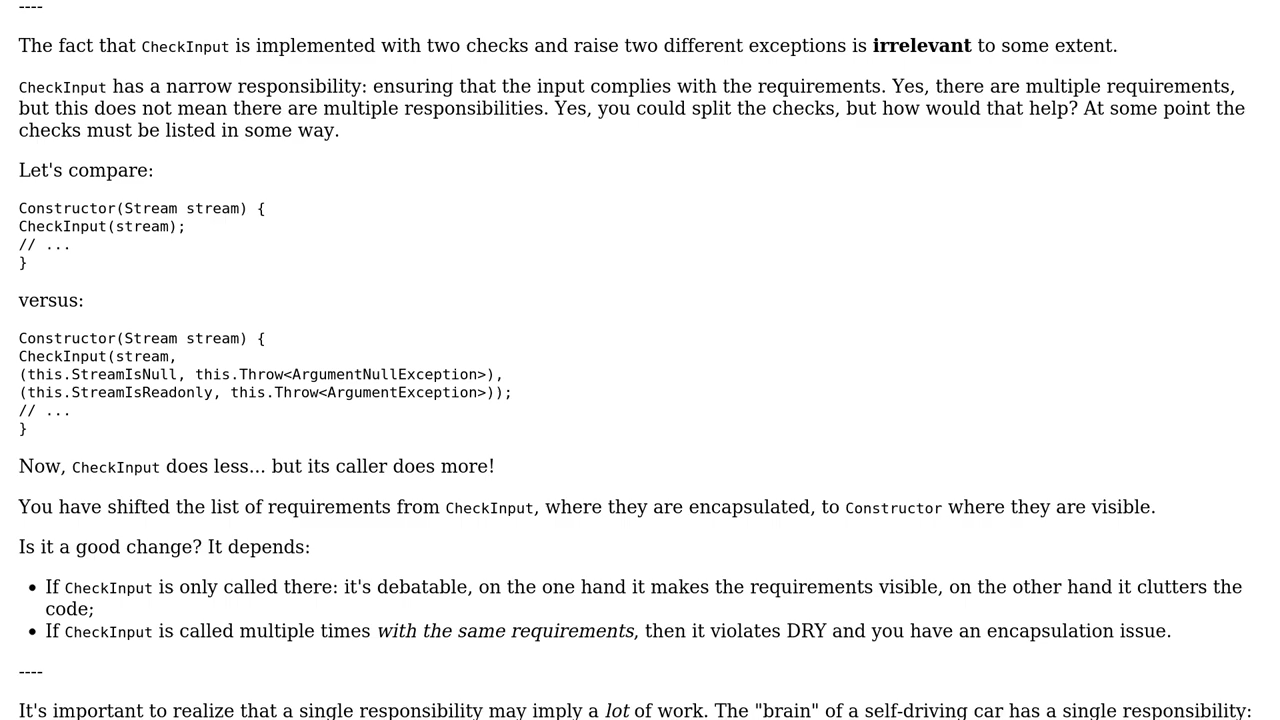 ----
The fact that CheckInput is implemented with two checks and raise two different exceptions is irrelevant to some extent.
CheckInput has a narrow responsibility: ensuring that the input complies with the requirements. Yes, there are multiple requirements,
but this does not mean there are multiple responsibilities. Yes, you could split the checks, but how would that help? At some point the
checks must be listed in some way.
Let's compare:
Constructor(Stream stream) {
CheckInput(stream);
// ...
}
versus:
Constructor(Stream stream) {
CheckInput(stream,
(this.StreamIsNull, this.Throw<ArgumentNullException>),
(this.StreamIsReadonly, this.Throw<ArgumentException>));
// ...
}
Now, CheckInput does less... but its caller does more!
You have shifted the list of requirements from CheckInput, where they are encapsulated, to Constructor where they are visible.
Is it a good change? It depends:
• If CheckInput is only called there: it's debatable, on the one hand it makes the requirements visible, on the other hand it clutters the
code;
• If CheckInput is called multiple times with the same requirements, then it violates DRY and you have an encapsulation issue.
----
It's important to realize that a single responsibility may imply a lot of work. The "brain" of a self-driving car has a single responsibility: